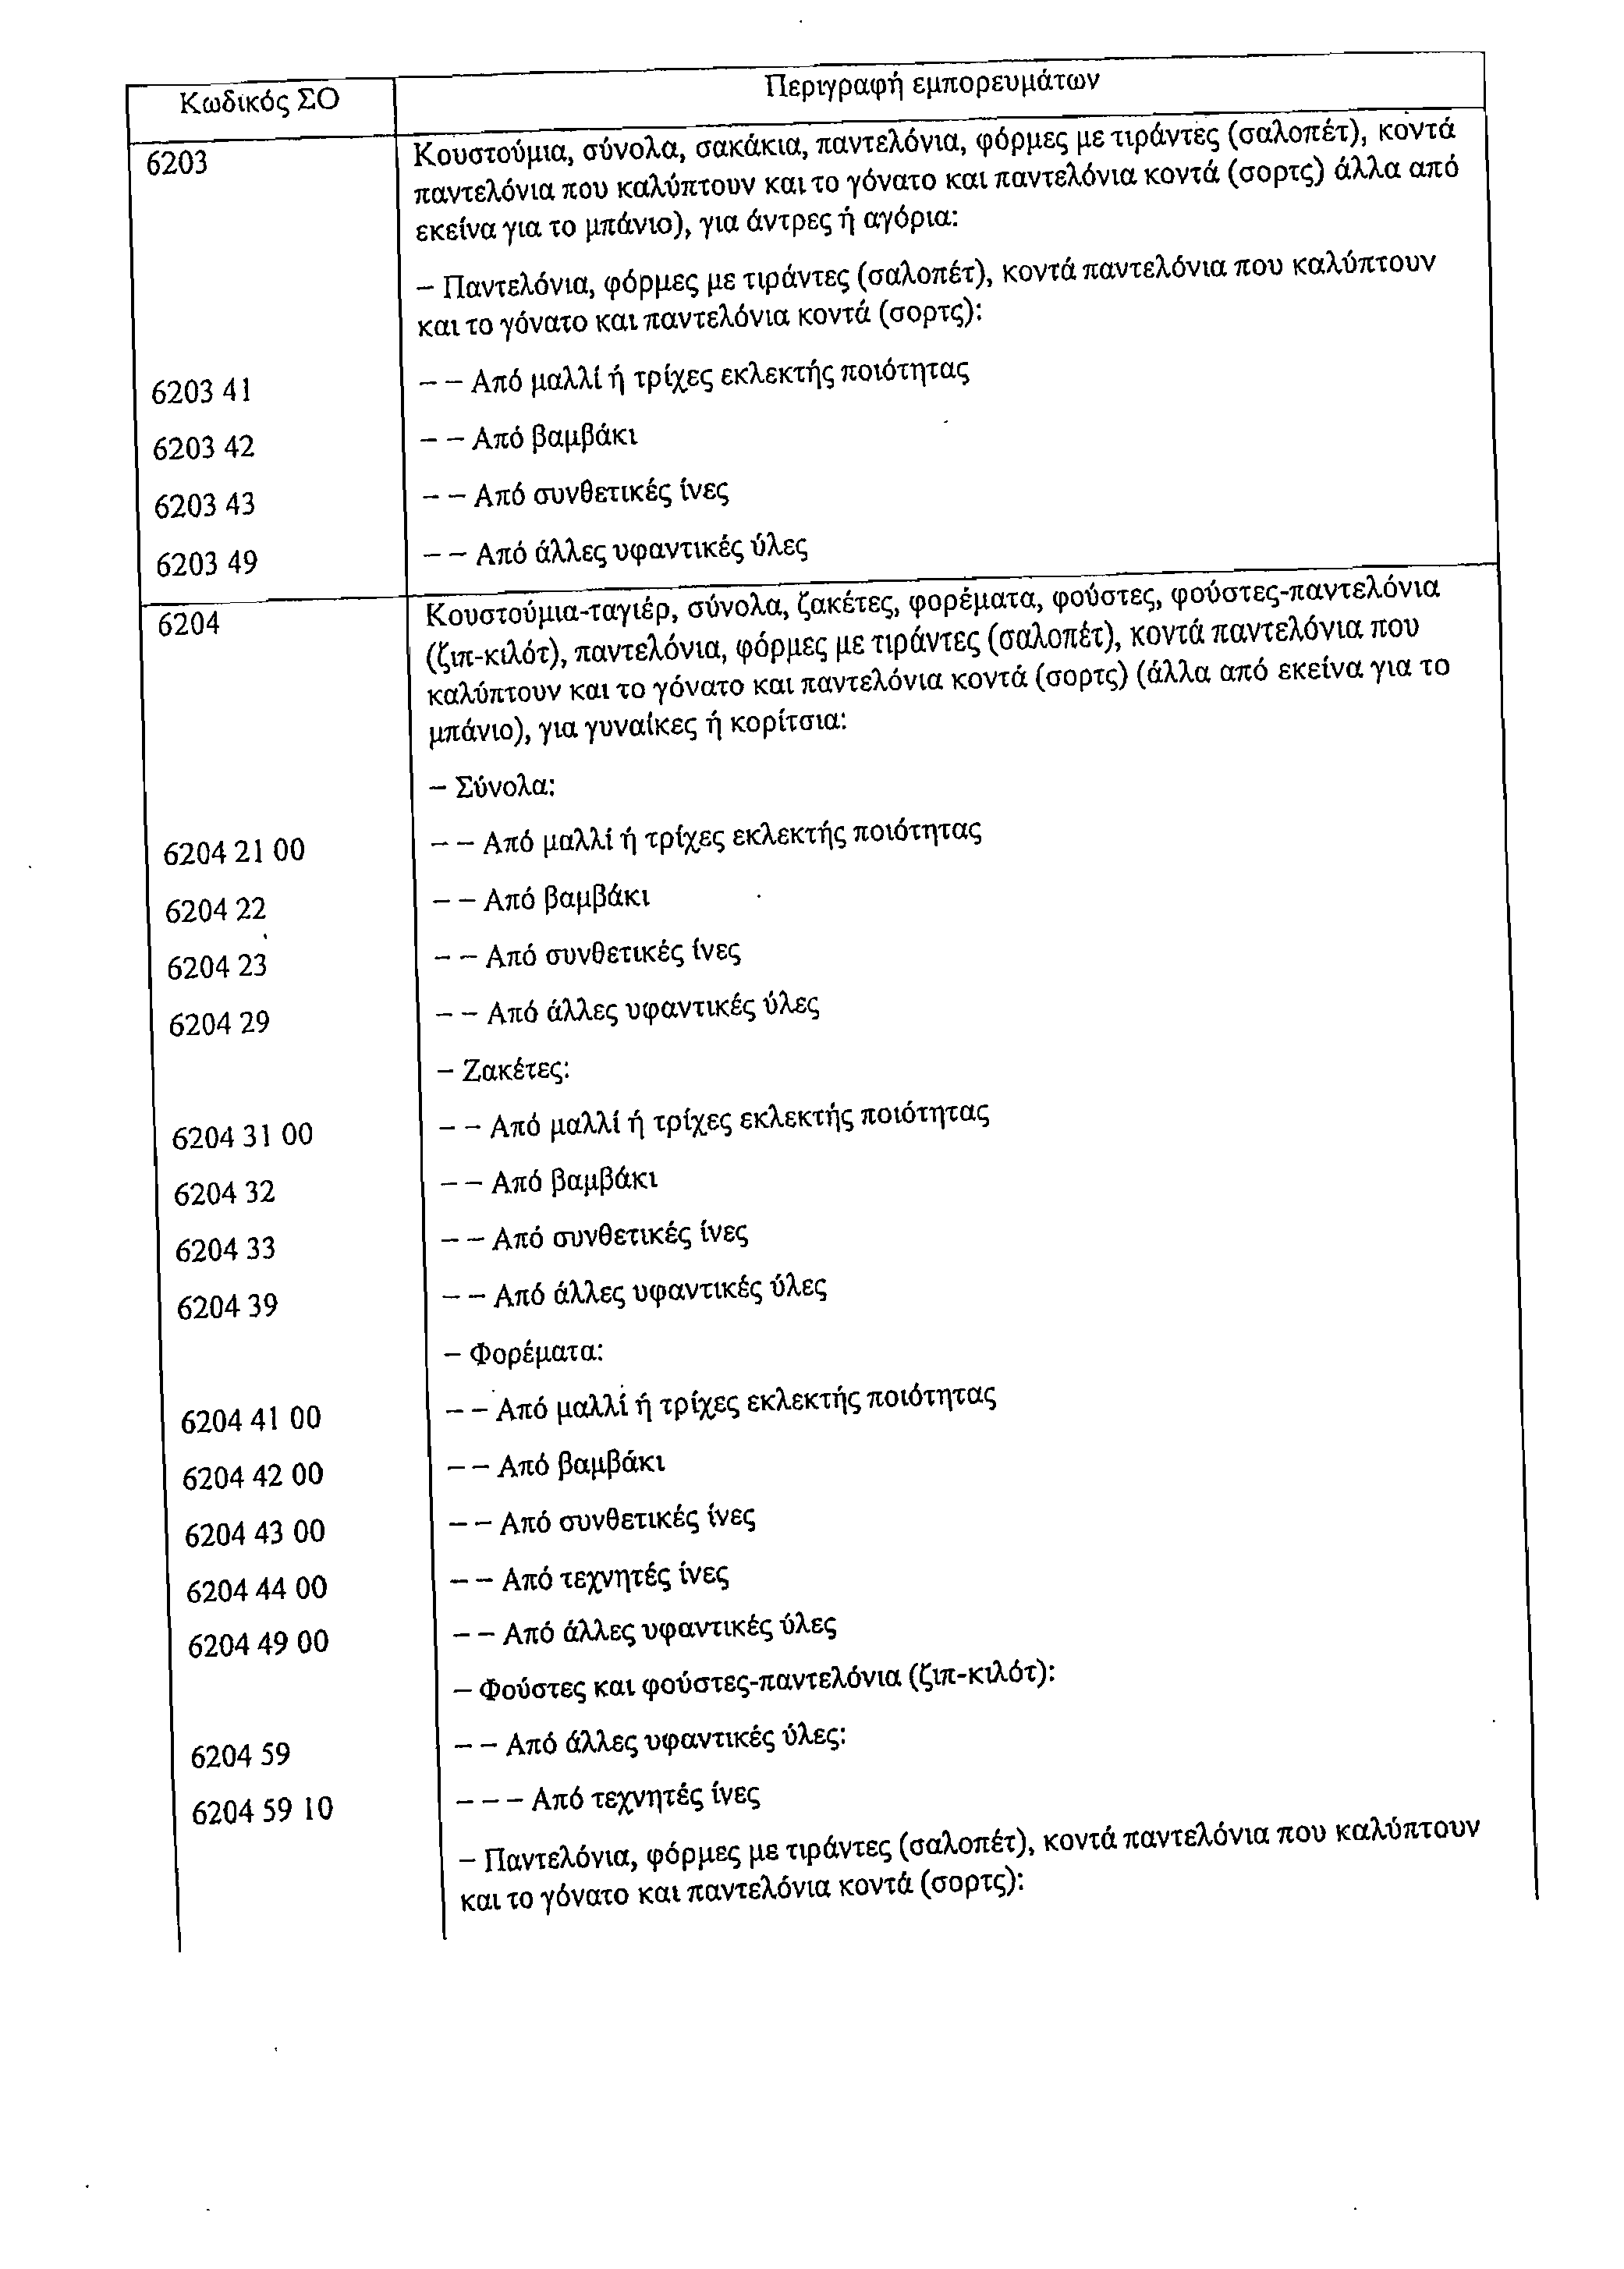 Κωδικός ΣΟ Περιγραφή εμπορευμάτων
6203 Κουστούμια, σύνολα, σακάκια, παντελόνια, φόρμες με τιράντες (σαλοπέτ), κοντά
παντελόνια που καλύπτουν και το γόνατο και παντελόνια κοντά (σορτς) άλλα από
εκείνα για το μπάνιο), για άντρες ή αγόρια:
– Παντελόνια, φόρμες με τιράντες (σαλοπέτ), κοντά παντελόνια που καλύπτουν
και το γόνατο και παντελόνια κοντά (σορτς):
6203 41 – – Από μαλλί ή τρίχες εκλεκτής ποιότητας
6203 42 – – Από βαμβάκι
6203 43 – – Από συνθετικές ίνες
6203 49 – – Από άλλες υφαντικές ύλες
6204 Κουστούμια-ταγιέρ, σύνολα, ζακέτες, φορέματα, φούστες, φούστες-παντελόνια
(ζιπ-κιλότ), παντελόνια, φόρμες με τιράντες (σαλοπέτ), κοντά παντελόνια που
καλύπτουν και το γόνατο και παντελόνια κοντά (σορτς) (άλλα από εκείνα για το
μπάνιο), για γυναίκες ή κορίτσια:
– Σύνολα:
6204 21 00 – – Από μαλλί ή τρίχες εκλεκτής ποιότητας
6204 22 – – Από βαμβάκι
6204 23 – – Από συνθετικές ίνες
6204 29 – – Από άλλες υφαντικές ύλες
– Ζακέτες:
6204 31 00 – – Από μαλλί ή τρίχες εκλεκτής ποιότητας
6204 32 – – Από βαμβάκι
6204 33 – – Από συνθετικές ίνες
6204 39 – – Από άλλες υφαντικές ύλες
– Φορέματα:
6204 41 00 – – Από μαλλί ή τρίχες εκλεκτής ποιότητας
6204 42 00 – – Από βαμβάκι
6204 43 00 – – Από συνθετικές ίνες
6204 44 00 – – Από τεχνητές ίνες
6204 49 00 – – Από άλλες υφαντικές ύλες
– Φούστες και φούστες-παντελόνια (ζιπ-κιλότ):
6204 59 – – Από άλλες υφαντικές ύλες:
6204 59 10 – – – Από τεχνητές ίνες
– Παντελόνια, φόρμες με τιράντες (σαλοπέτ), κοντά παντελόνια που καλύπτουν
και το γόνατο και παντελόνια κοντά (σορτς):